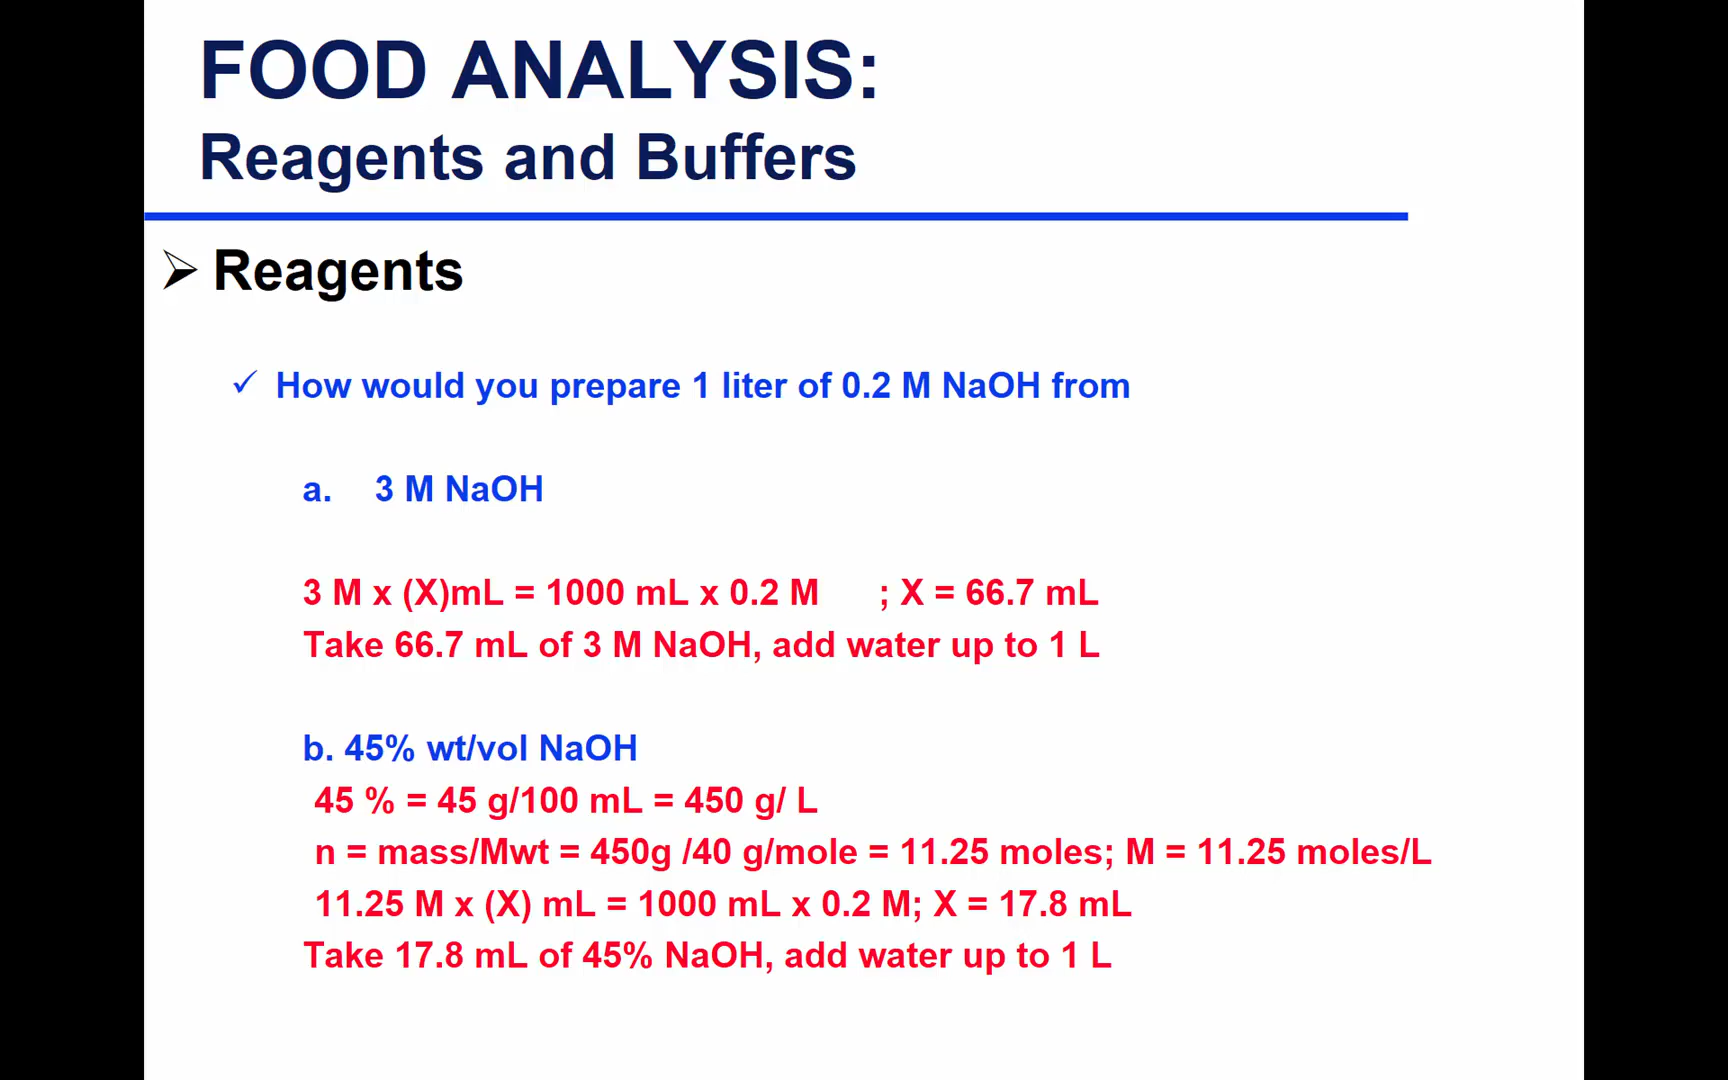 FOOD ANALYSIS:
Reagents and Buffers
Reagents
How would you prepare 1 liter of 0.2 M NaOH from
a. 3 M NaOH
3 M x (X)mL = 1000 mL x 0.2 M ; X = 66.7 mL
Take 66.7 mL of 3 M NaOH, add water up to 1 L
b. 45% wt/vol NaOH
45 % = 45 g/100 mL = 450 g/ L
n = mass/Mwt = 450g /40 g/mole = 11.25 moles; M = 11.25 moles/L
11.25 M x (X) mL = 1000 mL x 0.2 M; X = 17.8 mL
Take 17.8 mL of 45% NaOH, add water up to 1 L